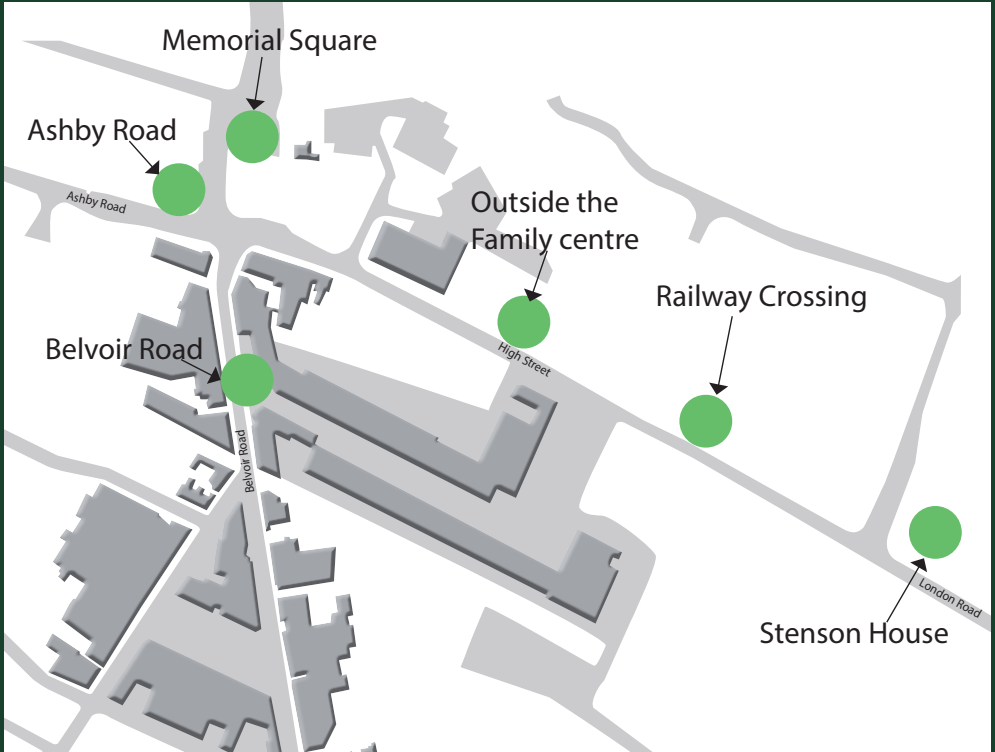 Memorial Square
Ashby Road
Ashby Road
Outside the
Family centre
Railway Crossing
High Street
Belvoir Road
Belvoir Road
London Road
Stenson House